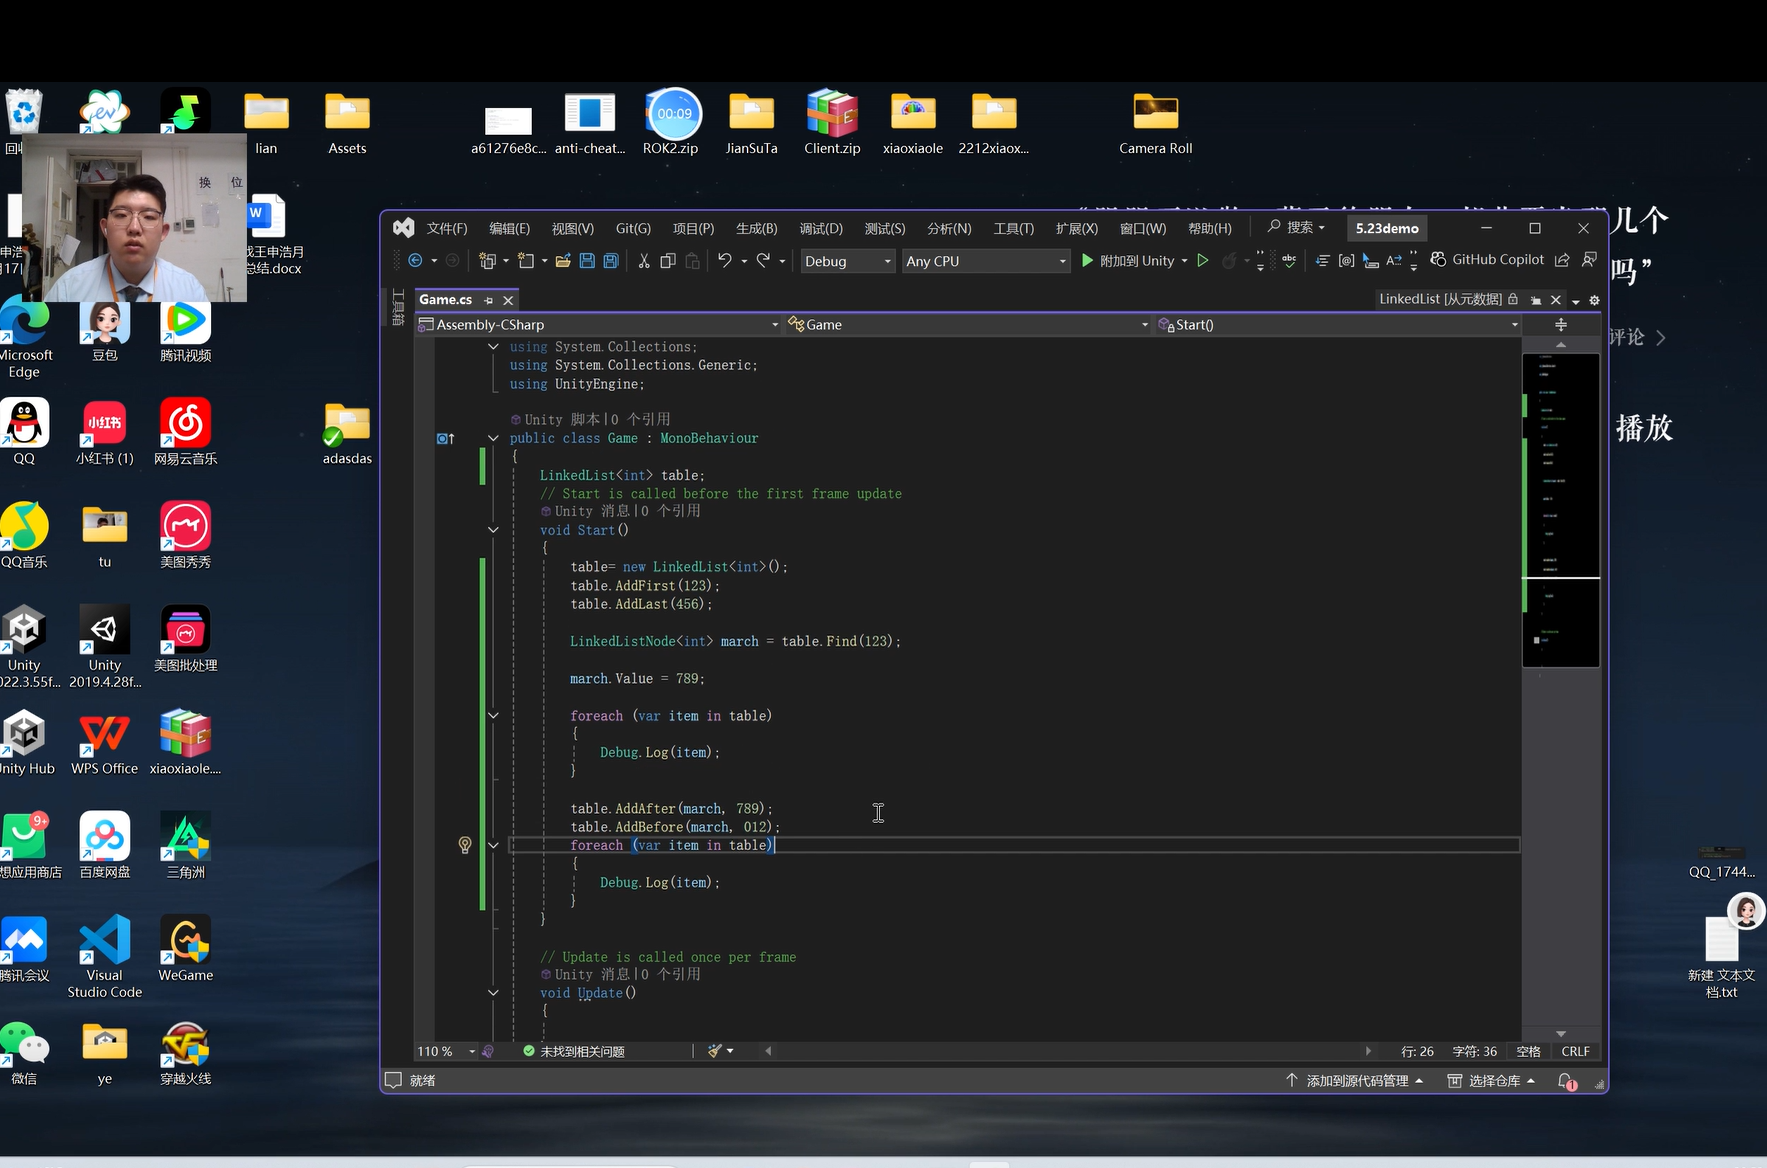 回收
lian
Assets
a61276e8c...
anti-cheat...
00:09
ROK2.zip
JianSuTa
Client.zip
xiaoxiaole
2212xiaox...
Camera Roll
换 位
总结.docx
Microsoft Edge
豆包
腾讯视频
QQ
小红书
小红书 (1)
网易云音乐
adasdas
QQ音乐
tu
美图秀秀
Unity
2022.3.55f...
Unity
2019.4.28f...
美图批处理
Unity Hub
WPS Office
xiaoxiaole....
9+
想应用商店
百度网盘
三角洲
腾讯会议
Visual Studio Code
WeGame
微信
ye
穿越火线
几个
吗”
评论
播放
QQ_1744...
新建 文本文档.txt
文件(F) 编辑(E) 视图(V) Git(G) 项目(P) 生成(B) 调试(D) 测试(S) 分析(N) 工具(T) 扩展(X) 窗口(W) 帮助(H) 搜索 5.23demo
Debug Any CPU 附加到 Unity GitHub Copilot
工具箱
Game.cs
LinkedList [从元数据]
Assembly-CSharp Game Start()
using System.Collections;
using System.Collections.Generic;
using UnityEngine;
Unity 脚本|0 个引用
public class Game : MonoBehaviour
{
LinkedList<int> table;
// Start is called before the first frame update
Unity 消息|0 个引用
void Start()
{
table= new LinkedList<int>();
table.AddFirst(123);
table.AddLast(456);
LinkedListNode<int> march = table.Find(123);
march.Value = 789;
foreach (var item in table)
{
Debug.Log(item);
}
table.AddAfter(march, 789);
table.AddBefore(march, 012);
foreach (var item in table)
{
Debug.Log(item);
}
}
// Update is called once per frame
Unity 消息|0 个引用
void Update()
{
110 % 未找到相关问题 行: 26 字符: 36 空格 CRLF
就绪 添加到源代码管理 选择仓库 1